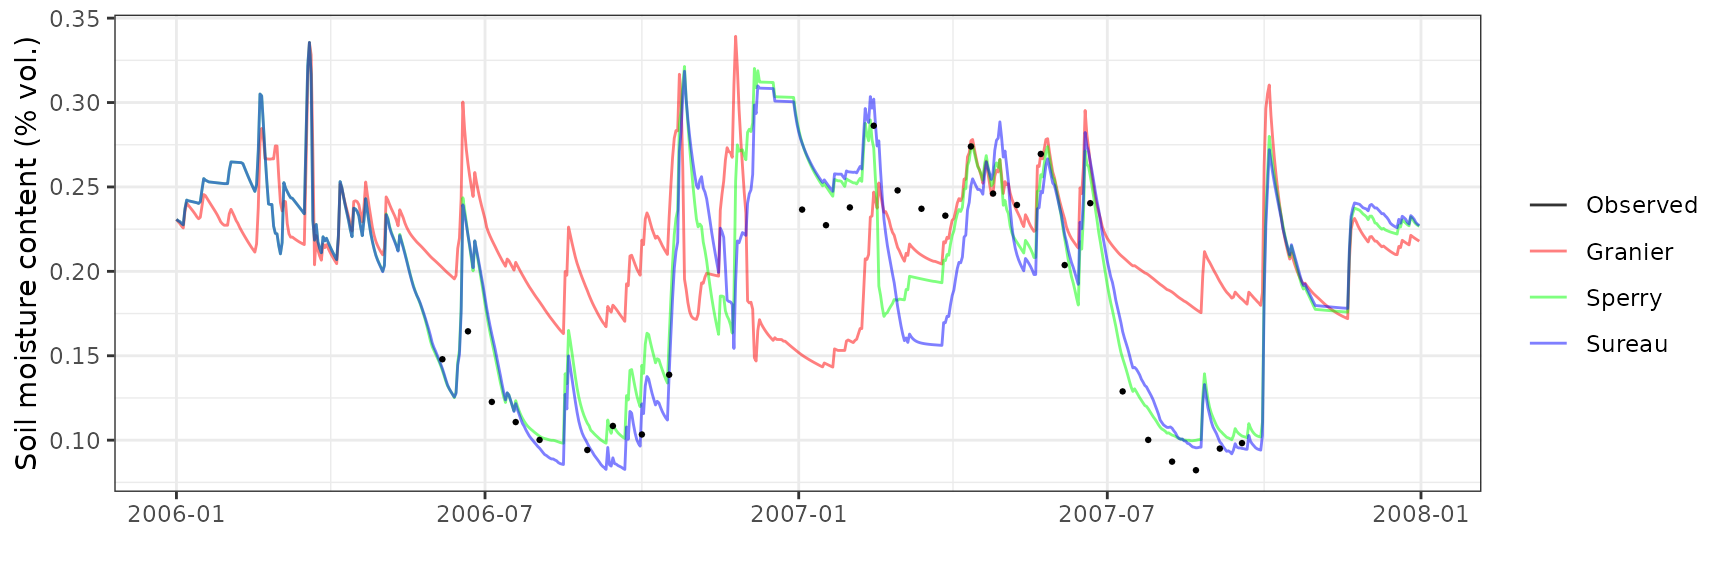 Soil moisture content (% vol.)
0.35
0.30
0.25
0.20
0.15
0.10
2006-01
2006-07
2007-01
2007-07
2008-01
Observed
Granier
Sperry
Sureau